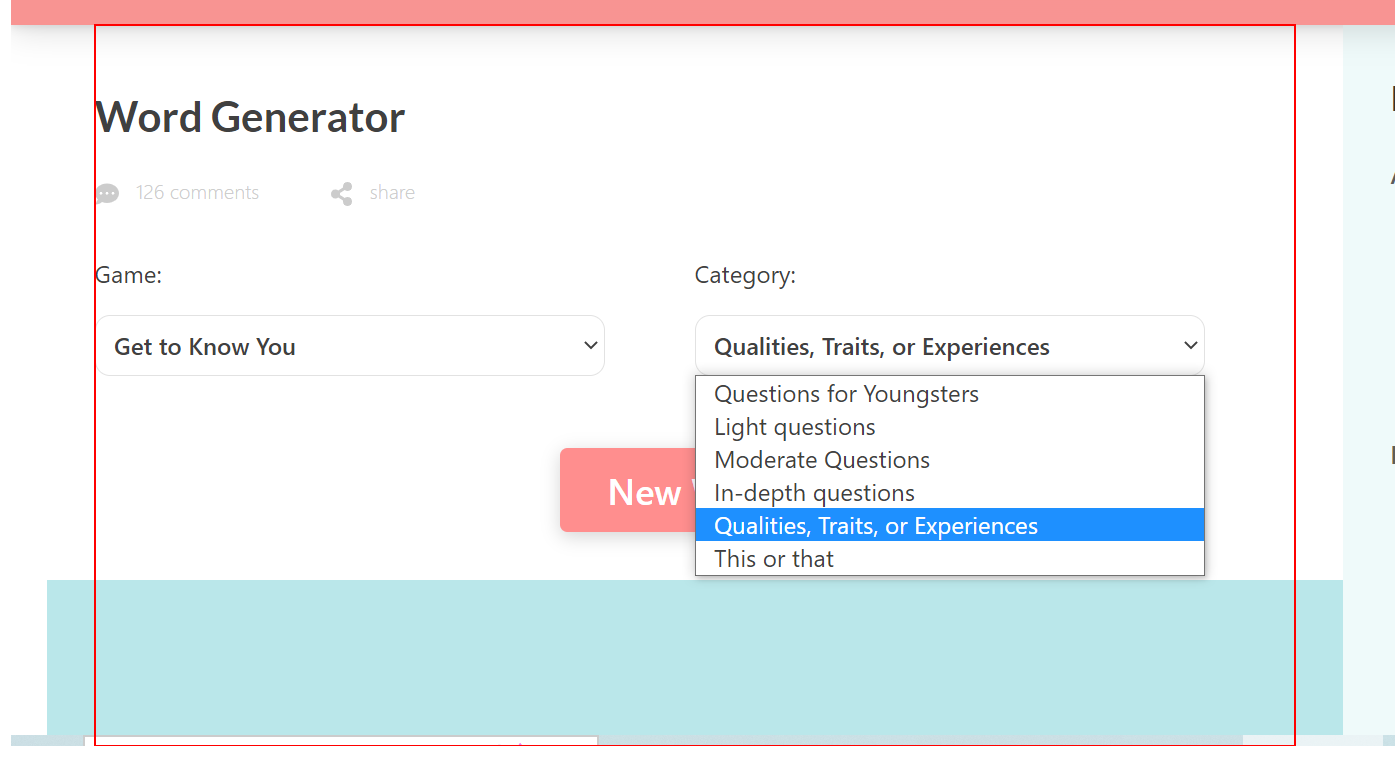 Word Generator
126 comments
share
Game:
Category:
Get to Know You
Qualities, Traits, or Experiences
Questions for Youngsters
Light questions
Moderate Questions
In-depth questions
New
Qualities, Traits, or Experiences
This or that